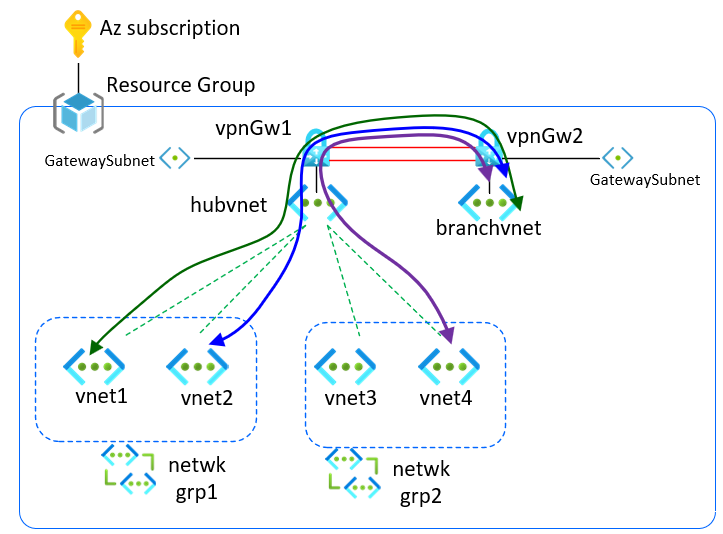 Az subscription
Resource Group
vpnGw1
vpnGw2
GatewaySubnet
GatewaySubnet
hubvnet
branchvnet
vnet1
vnet2
vnet3
vnet4
netwk
grp1
netwk
grp2